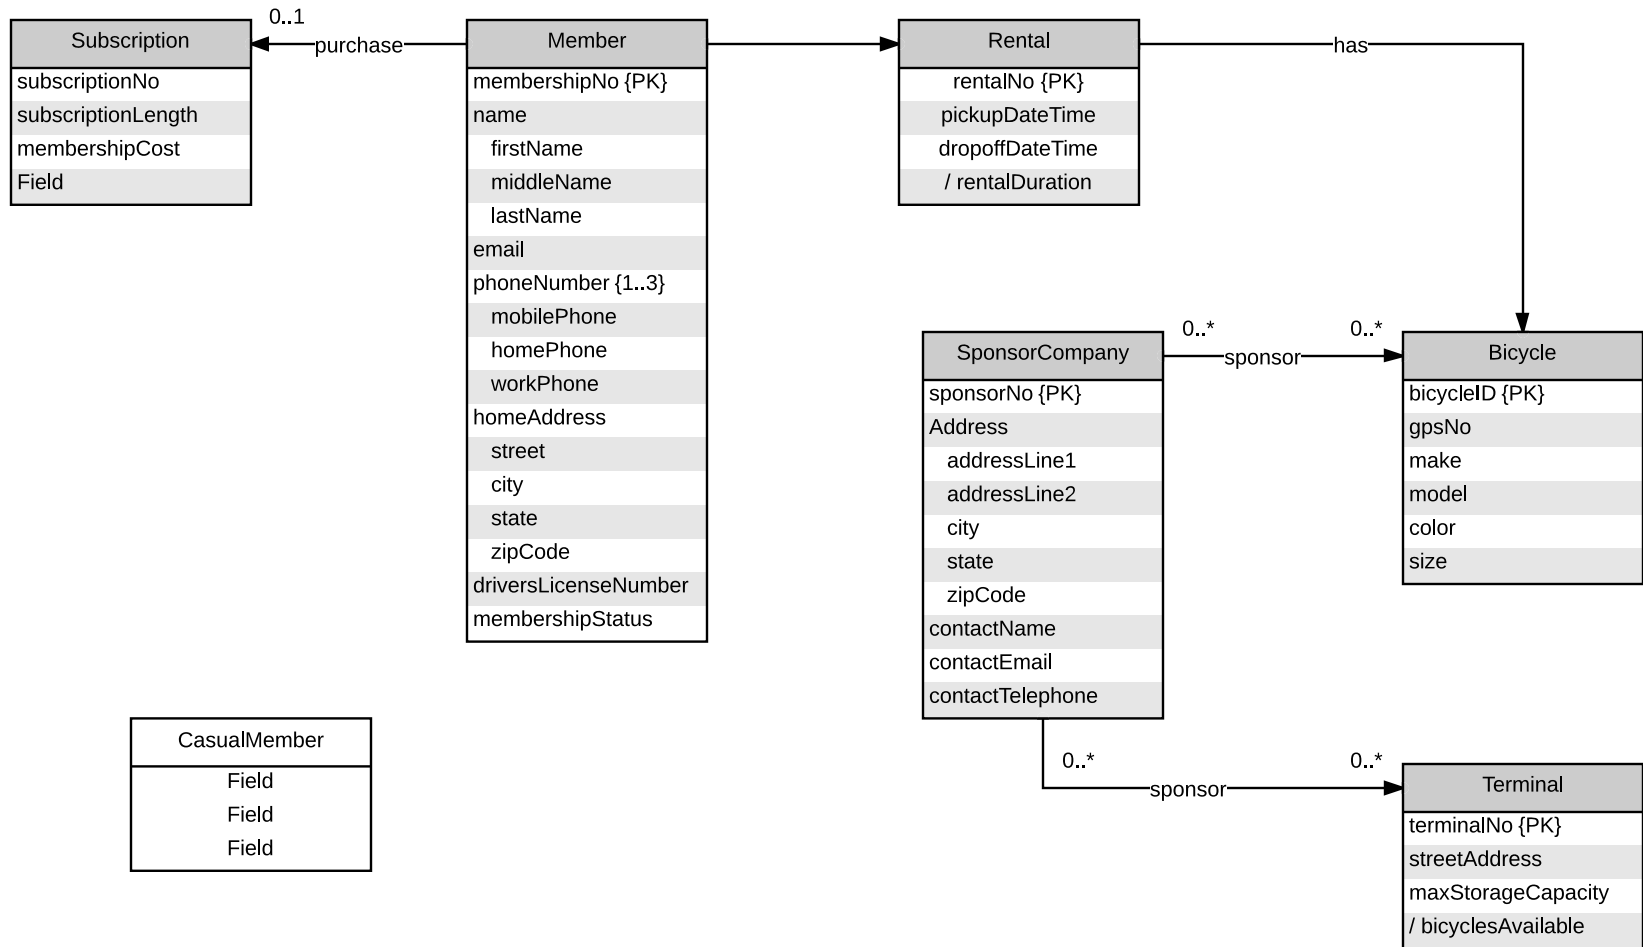 0..1
purchase
Subscription
subscriptionNo
subscriptionLength
membershipCost
Field
Member
membershipNo {PK}
name
firstName
middleName
lastName
email
phoneNumber {1..3}
mobilePhone
homePhone
workPhone
homeAddress
street
city
state
zipCode
driversLicenseNumber
membershipStatus
Rental
rentalNo {PK}
pickupDateTime
dropoffDateTime
/ rentalDuration
has
SponsorCompany
sponsorNo {PK}
Address
addressLine1
addressLine2
city
state
zipCode
contactName
contactEmail
contactTelephone
0..*
sponsor
0..*
Bicycle
bicycleID {PK}
gpsNo
make
model
color
size
CasualMember
Field
Field
Field
0..*
sponsor
0..*
Terminal
terminalNo {PK}
streetAddress
maxStorageCapacity
/ bicyclesAvailable